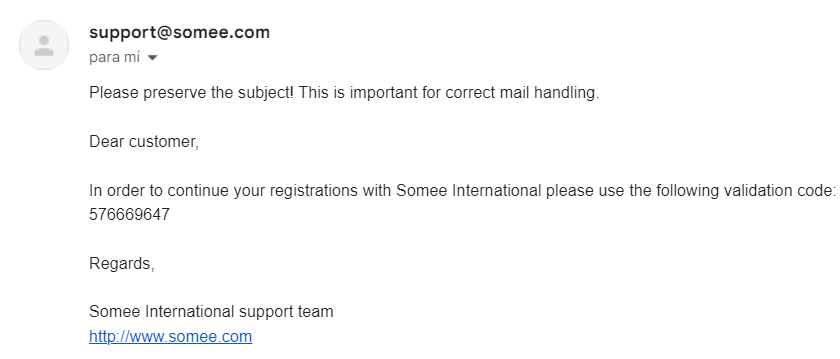 support@somee.com
para mí
Please preserve the subject! This is important for correct mail handling.
Dear customer,
In order to continue your registrations with Somee International please use the following validation code:
576669647
Regards,
Somee International support team
http://www.somee.com